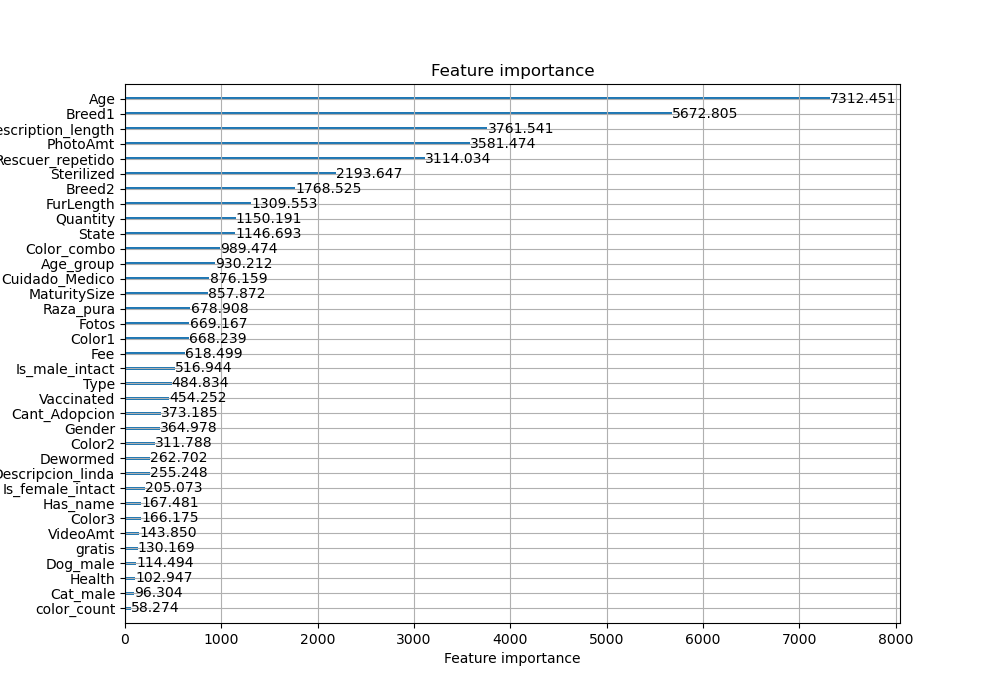 Feature importance
Age 7312.451
Breed1 5672.805
escription_length 3761.541
PhotoAmt 3581.474
Rescuer_repetido 3114.034
Sterilized 2193.647
Breed2 1768.525
FurLength 1309.553
Quantity 1150.191
State 1146.693
Color_combo 989.474
Age_group 930.212
Cuidado_Medico 876.159
MaturitySize 857.872
Raza_pura 678.908
Fotos 669.167
Color1 668.239
Fee 618.499
Is_male_intact 516.944
Type 484.834
Vaccinated 454.252
Cant_Adopcion 373.185
Gender 364.978
Color2 311.788
Dewormed 262.702
Descripcion_linda 255.248
Is_female_intact 205.073
Has_name 167.481
Color3 166.175
VideoAmt 143.850
gratis 130.169
Dog_male 114.494
Health 102.947
Cat_male 96.304
color_count 58.274
0 1000 2000 3000 4000 5000 6000 7000 8000
Feature importance